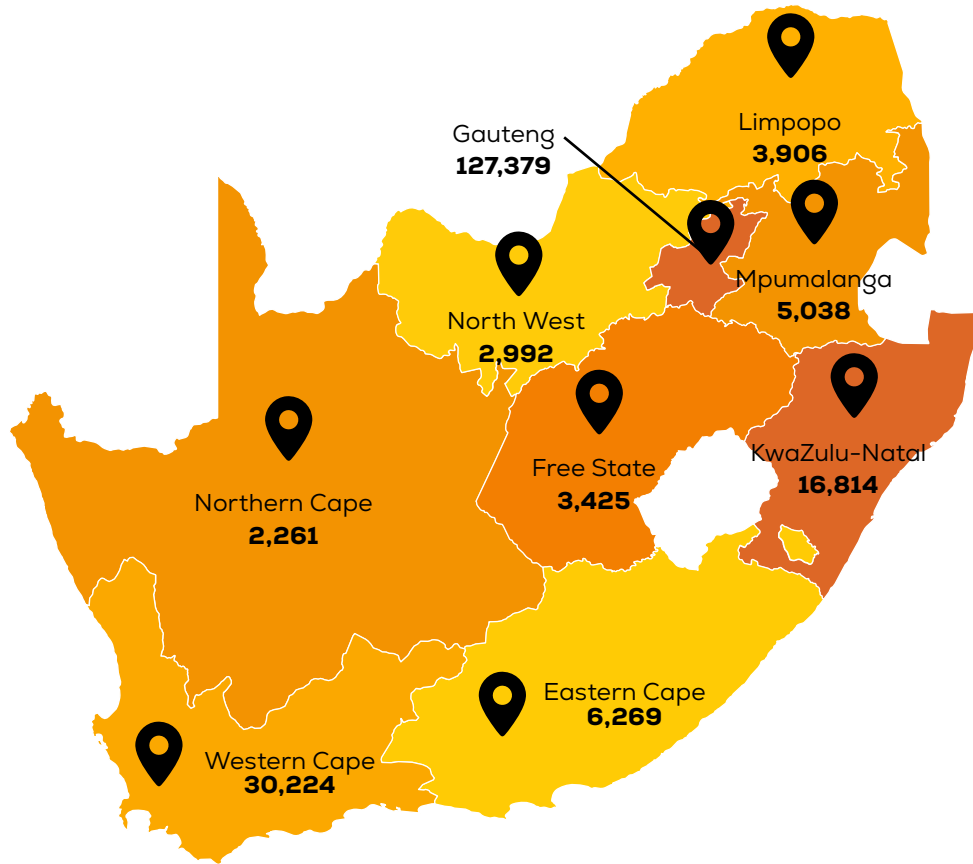 Limpopo
3,906
Gauteng
127,379
Mpumalanga
5,038
North West
2,992
KwaZulu-Natal
16,814
Free State
3,425
Northern Cape
2,261
Eastern Cape
6,269
Western Cape
30,224